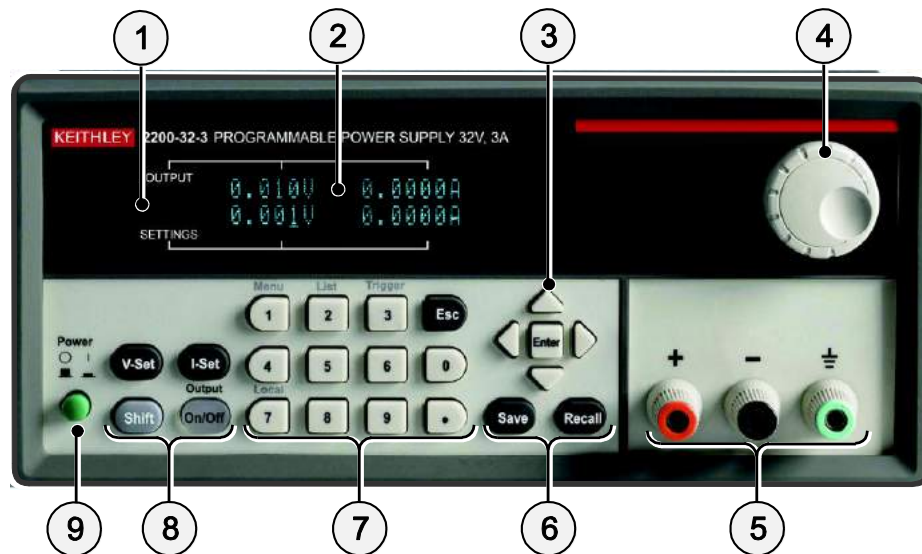 1 2 3 4
KEITHLEY 2200-32-3 PROGRAMMABLE POWER SUPPLY 32V, 3A
OUTPUT
0.010V 0.0000A
0.001V 0.0000A
SETTINGS
Menu List Trigger
1 2 3 Esc
Power
V-Set I-Set 4 5 6 0 Enter
Output Local
Shift On/Off 7 8 9 . Save Recall
+ -
9 8 7 6 5